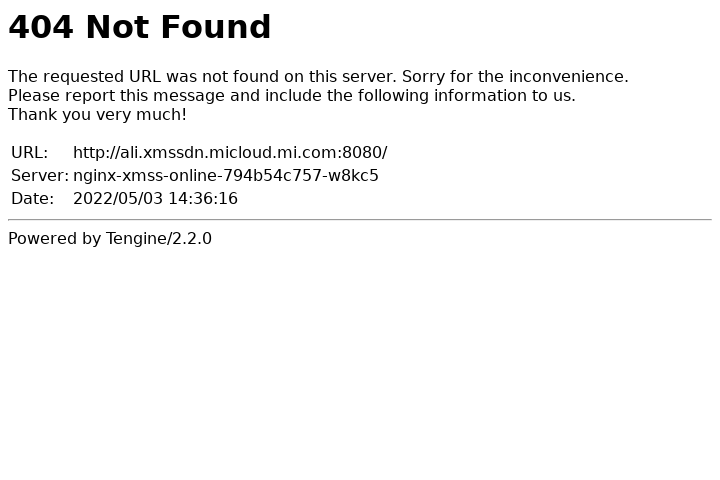 404 Not Found
The requested URL was not found on this server. Sorry for the inconvenience.
Please report this message and include the following information to us.
Thank you very much!
URL: http://ali.xmssdn.micloud.mi.com:8080/
Server: nginx-xmss-online-794b54c757-w8kc5
Date: 2022/05/03 14:36:16
Powered by Tengine/2.2.0